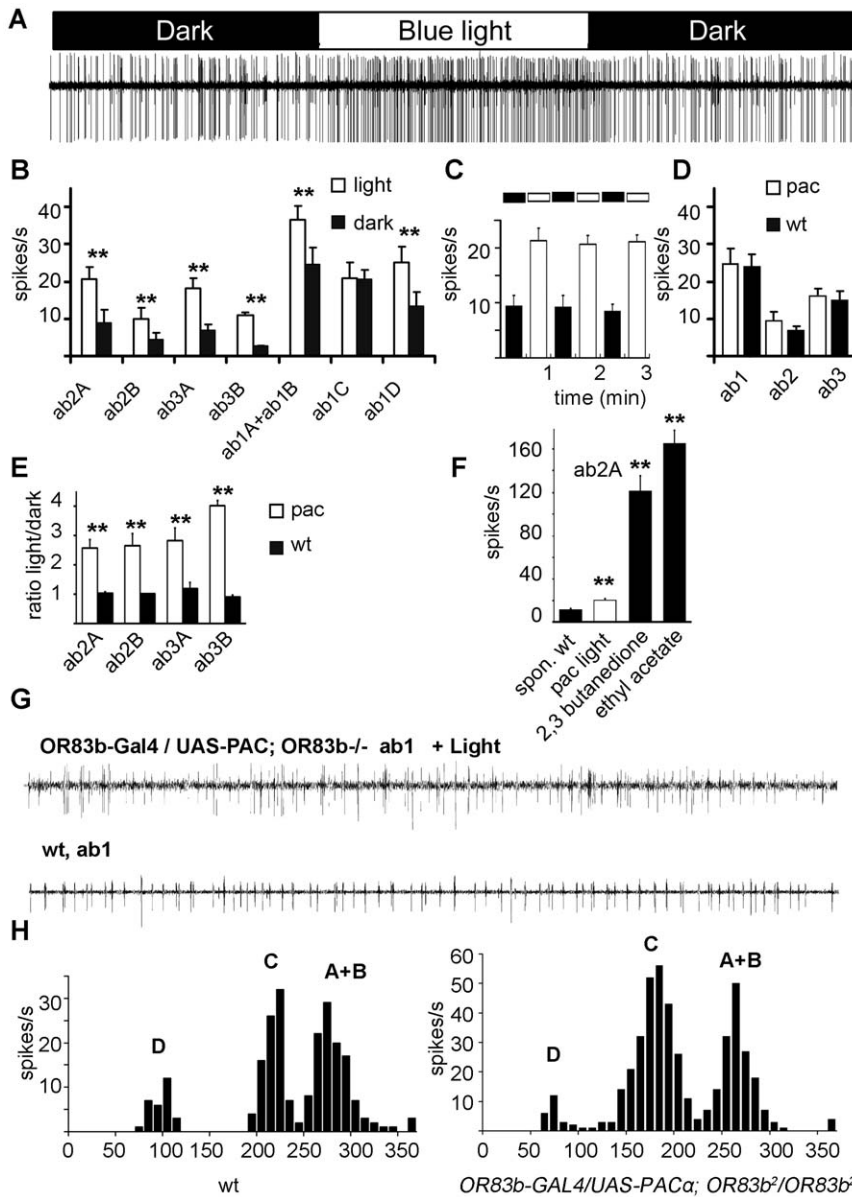 A
Dark Blue light Dark
B
light
dark
spikes/s
40
30
20
10
** ** ** ** ** **
ab2A ab2B ab3A ab3B ab1A+ab1B ab1C ab1D
C
spikes/s
20
10
1 2 3
time (min)
D
pac
wt
spikes/s
40
30
20
10
ab1 ab2 ab3
E
pac
wt
ratio light/dark
4
3
2
1
** ** ** **
ab2A ab2B ab3A ab3B
F
ab2A
spikes/s
160
120
80
40
0
** ** **
spon. wt pac light 2,3 butanedione ethyl acetate
G
OR83b-Gal4 / UAS-PAC; OR83b-/- ab1 + Light
wt, ab1
H
spikes/s
30
20
10
D C A+B
0 50 100 150 200 250 300 350
wt
spikes/s
60
50
40
30
20
10
D C A+B
0 50 100 150 200 250 300 350
OR83b-GAL4/UAS-PACα; OR83b²/OR83b²